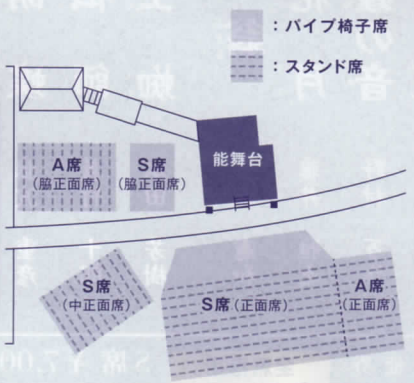 ：パイプ椅子席
：スタンド席
能舞台
A席
（脇正面席）
S席
（脇正面席）
S席
（中正面席）
S席（正面席）
A席
（正面席）